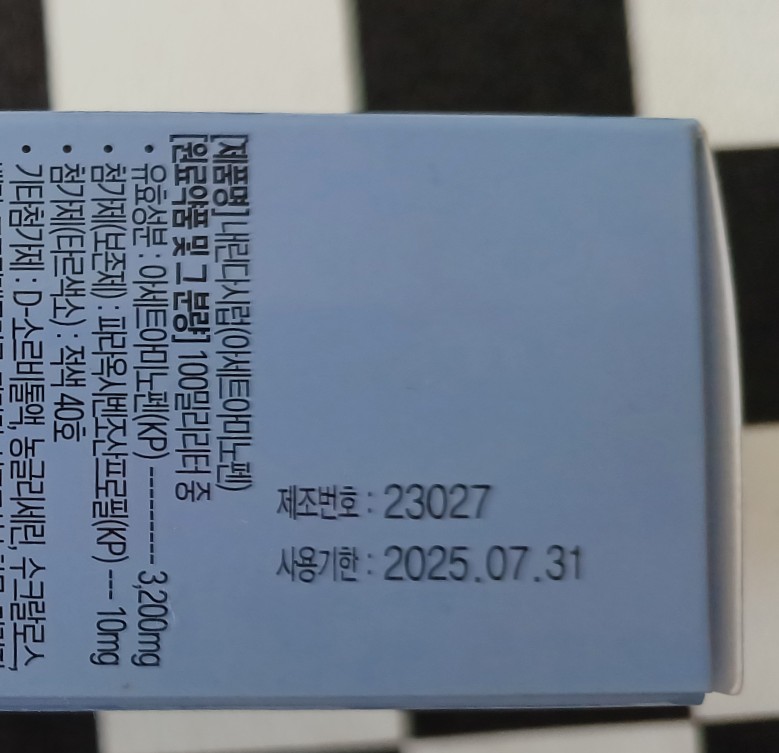 [제품명] 내린다시럽(아세트아미노펜)
[원료약품 및 그 분량] 100밀리리터 중
• 유효성분 : 아세트아미노펜(KP) ---------- 3,200mg
• 첨가제(보존제) : 파라옥시벤조산프로필(KP) --- 10mg
• 첨가제(타르색소) : 적색 40호
• 기타첨가제 : D-소르비톨액, 농글리세린, 수크랄로스
제조번호 : 23027
사용기한 : 2025.07.31